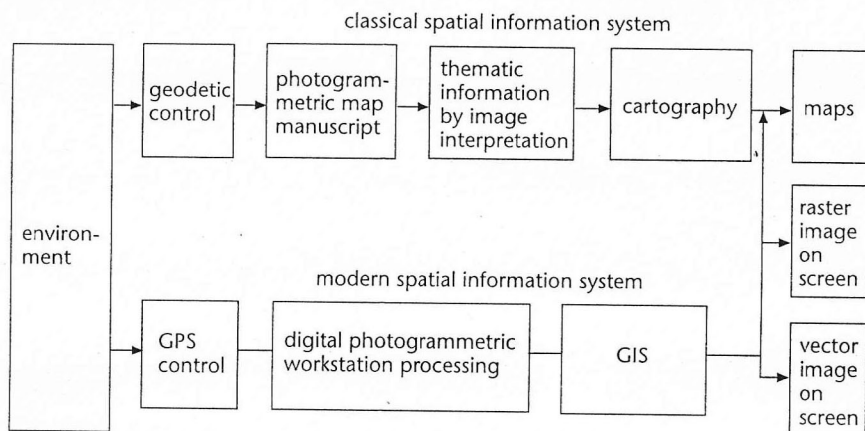 classical spatial information system
geodetic
control
photogram-
metric map
manuscript
thematic
information
by image
interpretation
cartography
maps
environ-
ment
raster
image
on
screen
modern spatial information system
GPS
control
digital photogrammetric
workstation processing
GIS
vector
image
on
screen